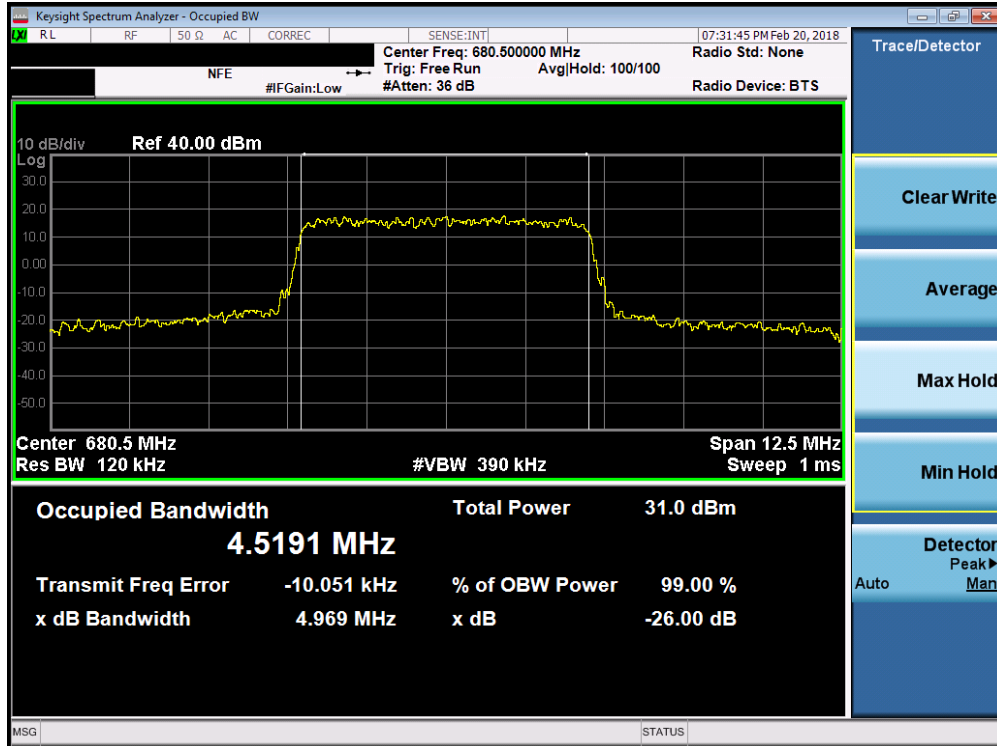 Keysight Spectrum Analyzer - Occupied BW
LXI RL RF 50 Ω AC CORREC SENSE:INT 07:31:45 PM Feb 20, 2018
Center Freq: 680.500000 MHz Radio Std: None
NFE Trig: Free Run Avg|Hold: 100/100
#IFGain:Low #Atten: 36 dB Radio Device: BTS
Trace/Detector
10 dB/div Ref 40.00 dBm
Log
30.0
20.0
10.0
0.00
-10.0
-20.0
-30.0
-40.0
-50.0
Center 680.5 MHz Span 12.5 MHz
Res BW 120 kHz #VBW 390 kHz Sweep 1 ms
Occupied Bandwidth Total Power 31.0 dBm
4.5191 MHz
Transmit Freq Error -10.051 kHz % of OBW Power 99.00 %
x dB Bandwidth 4.969 MHz x dB -26.00 dB
Clear Write
Average
Max Hold
Min Hold
Detector
Peak▶
Auto Man
MSG STATUS